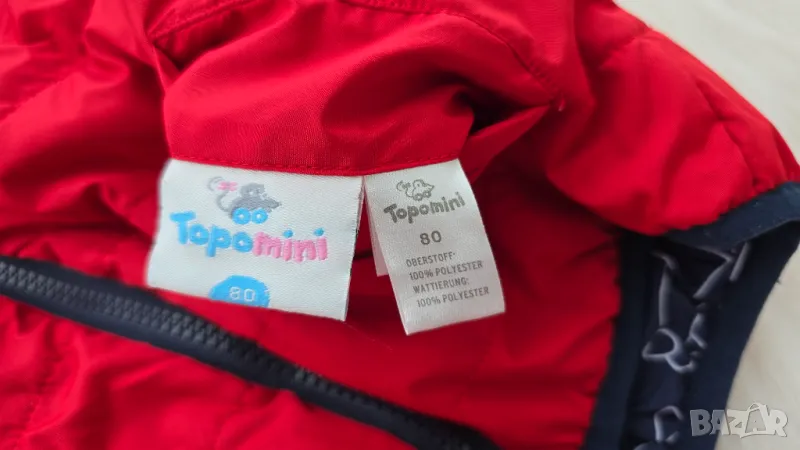 Topomini
80
Topomini
80
OBERSTOFF:
100% POLYESTER
WATTIERUNG:
100% POLYESTER
BAZAR